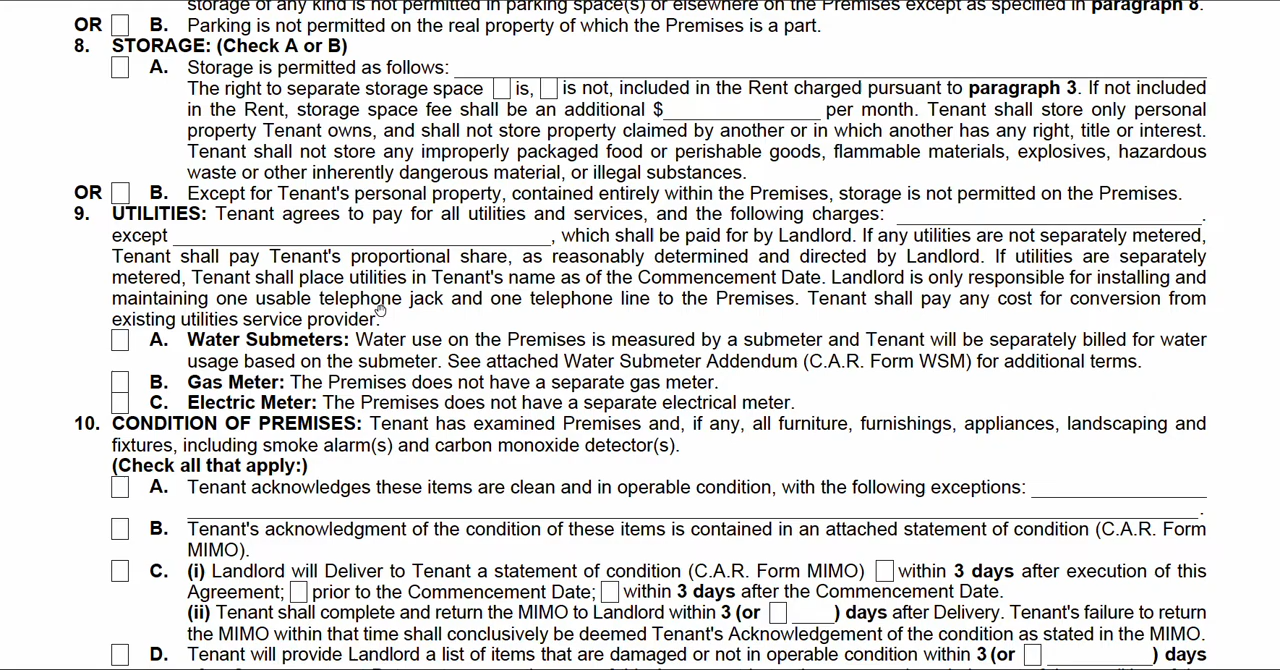 storage of any kind is not permitted in parking space(s) or elsewhere on the Premises except as specified in paragraph 8.
OR B. Parking is not permitted on the real property of which the Premises is a part.
8. STORAGE: (Check A or B)
A. Storage is permitted as follows:
The right to separate storage space is, is not, included in the Rent charged pursuant to paragraph 3. If not included
in the Rent, storage space fee shall be an additional $ per month. Tenant shall store only personal
property Tenant owns, and shall not store property claimed by another or in which another has any right, title or interest.
Tenant shall not store any improperly packaged food or perishable goods, flammable materials, explosives, hazardous
waste or other inherently dangerous material, or illegal substances.
OR B. Except for Tenant's personal property, contained entirely within the Premises, storage is not permitted on the Premises.
9. UTILITIES: Tenant agrees to pay for all utilities and services, and the following charges: .
except , which shall be paid for by Landlord. If any utilities are not separately metered,
Tenant shall pay Tenant's proportional share, as reasonably determined and directed by Landlord. If utilities are separately
metered, Tenant shall place utilities in Tenant's name as of the Commencement Date. Landlord is only responsible for installing and
maintaining one usable telephone jack and one telephone line to the Premises. Tenant shall pay any cost for conversion from
existing utilities service provider.
A. Water Submeters: Water use on the Premises is measured by a submeter and Tenant will be separately billed for water
usage based on the submeter. See attached Water Submeter Addendum (C.A.R. Form WSM) for additional terms.
B. Gas Meter: The Premises does not have a separate gas meter.
C. Electric Meter: The Premises does not have a separate electrical meter.
10. CONDITION OF PREMISES: Tenant has examined Premises and, if any, all furniture, furnishings, appliances, landscaping and
fixtures, including smoke alarm(s) and carbon monoxide detector(s).
(Check all that apply:)
A. Tenant acknowledges these items are clean and in operable condition, with the following exceptions:
.
B. Tenant's acknowledgment of the condition of these items is contained in an attached statement of condition (C.A.R. Form
MIMO).
C. (i) Landlord will Deliver to Tenant a statement of condition (C.A.R. Form MIMO) within 3 days after execution of this
Agreement; prior to the Commencement Date; within 3 days after the Commencement Date.
(ii) Tenant shall complete and return the MIMO to Landlord within 3 (or ) days after Delivery. Tenant's failure to return
the MIMO within that time shall conclusively be deemed Tenant's Acknowledgement of the condition as stated in the MIMO.
D. Tenant will provide Landlord a list of items that are damaged or not in operable condition within 3 (or ) days